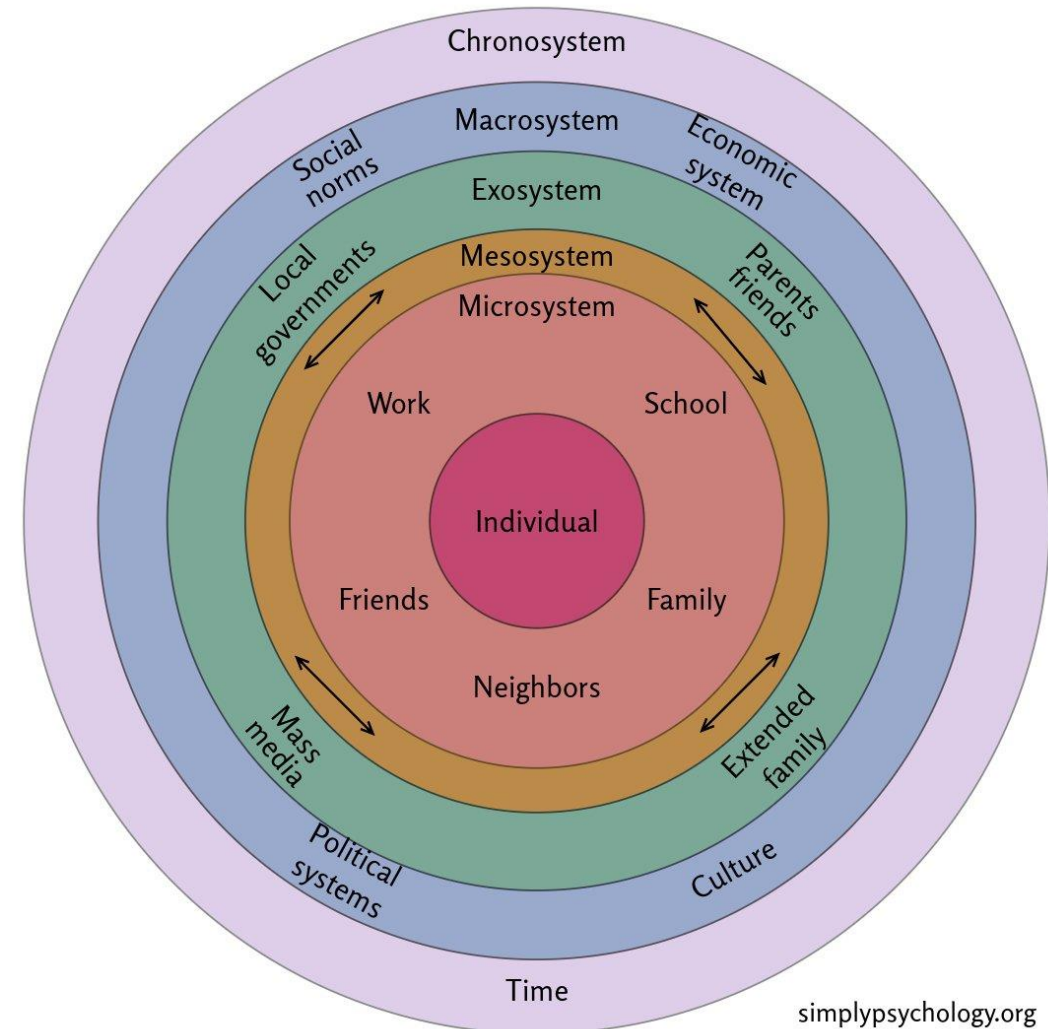 Chronosystem
Macrosystem
Social
norms
Economic
system
Exosystem
Local
governments
Parents
friends
Mesosystem
Microsystem
Work
School
Individual
Friends
Family
Neighbors
Mass
media
Extended
family
Political
systems
Culture
Time
simplypsychology.org